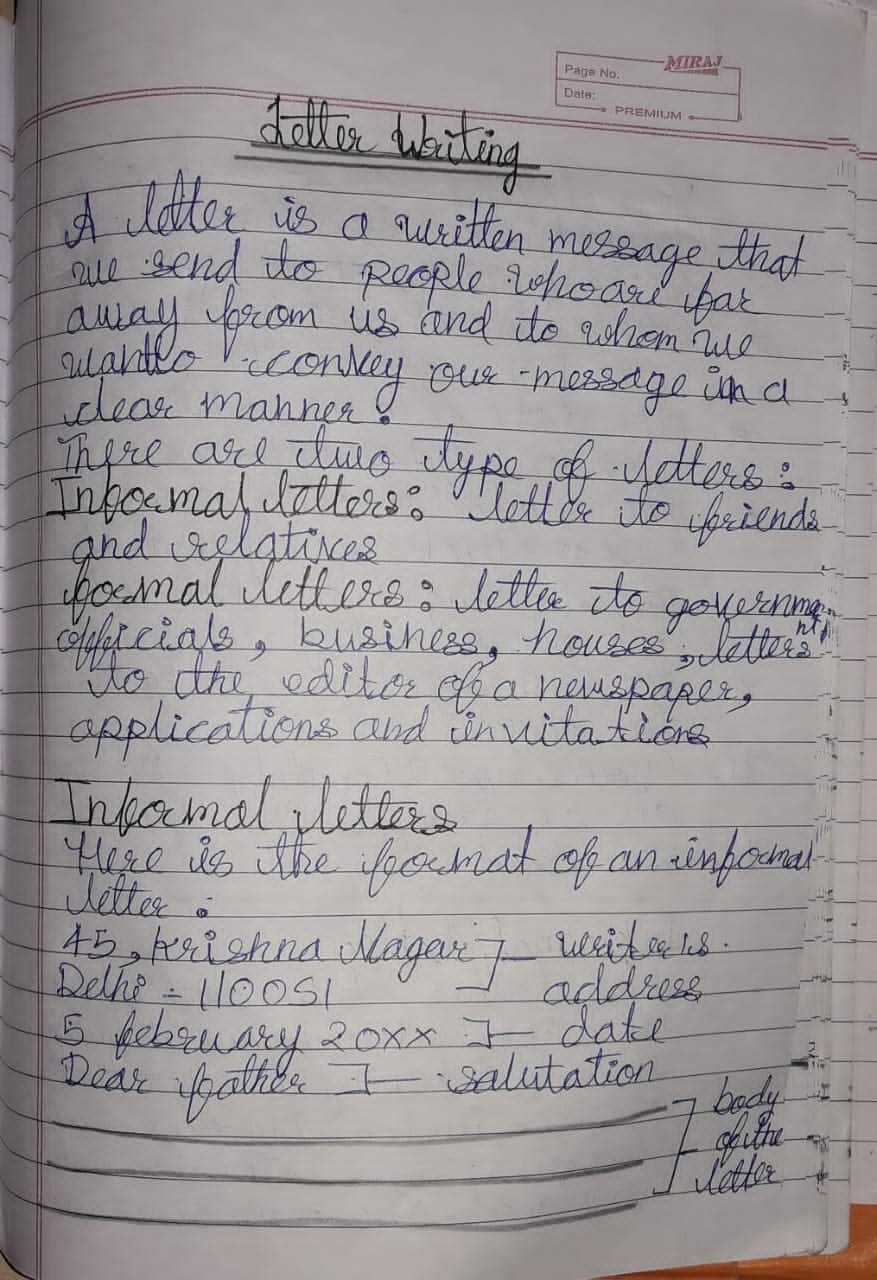 MIRAJ
Page No.
Date:
PREMIUM
Letter Writing
A letter is a written message that
we send to people who are far
away from us and to whom we
want to convey our message in a
clear manner.
There are two type of letters:
Informal letters: letter to friends
and relatives
formal letters: letter to government
officials, business, houses, letters
to the editor of a newspaper,
applications and invitations
Informal letters
Here is the format of an informal
letter:
45, Krishna Nagar ]— writer's
Delhi - 110051 address
5 february 20xx ]— date
Dear father ]— salutation
body
of the
letter